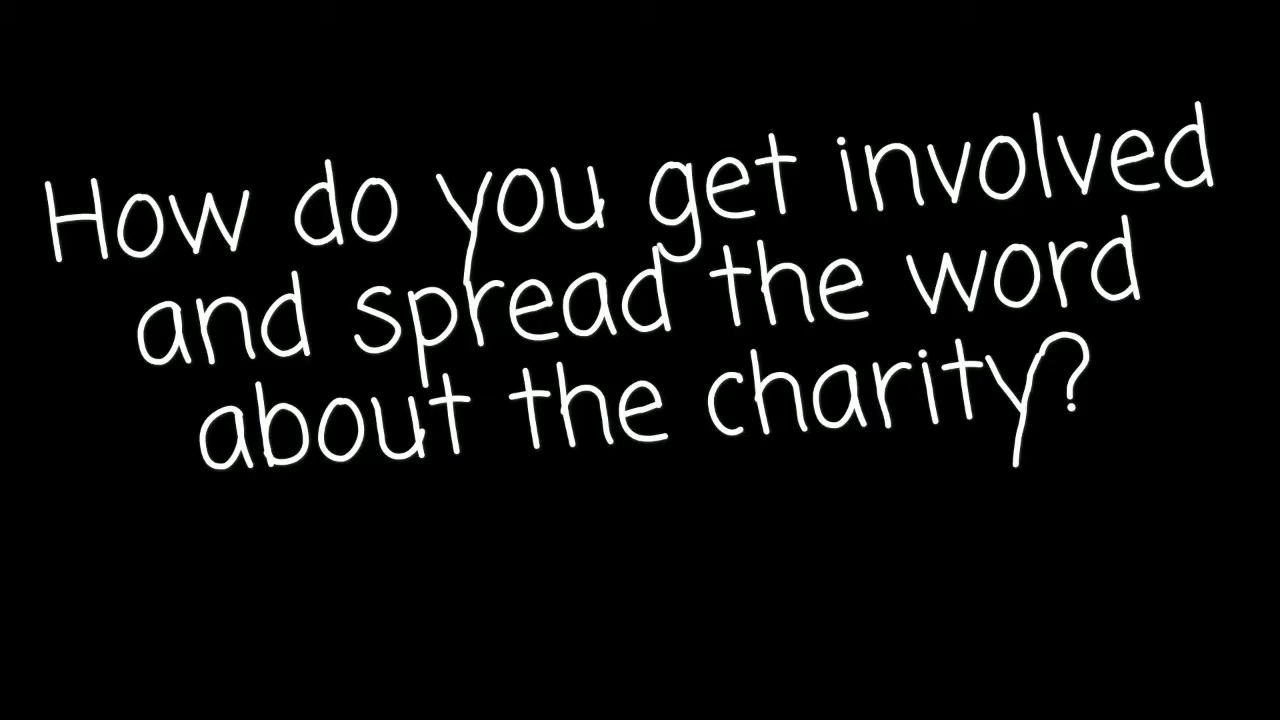 How do you get involved
and spread the word
about the charity?